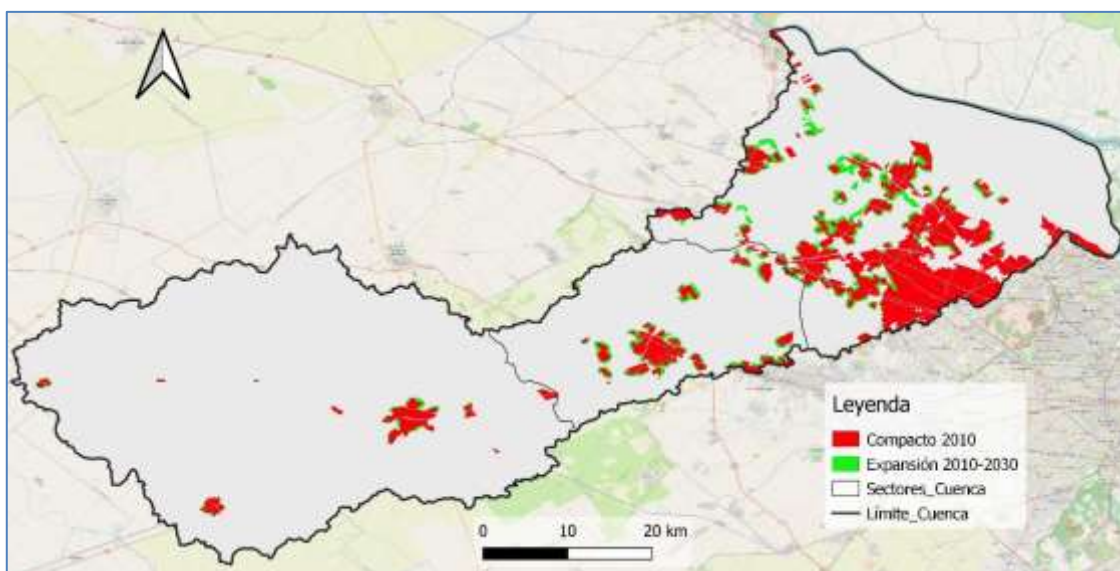 Leyenda
Compacto 2010
Expansión 2010-2030
Sectores_Cuenca
Límite_Cuenca
0 10 20 km